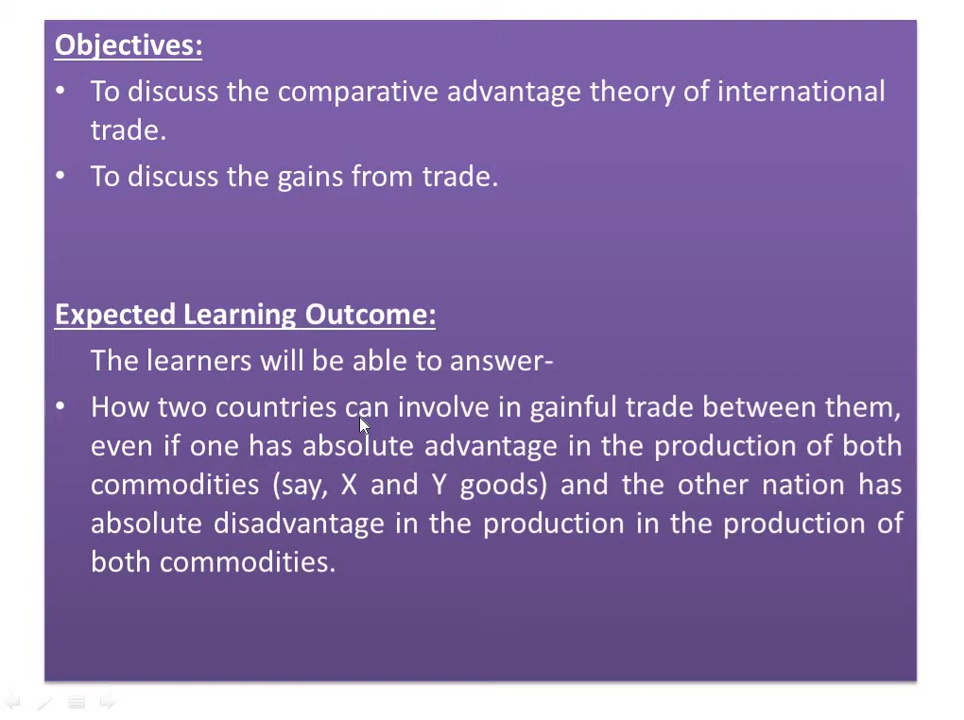 Objectives:
• To discuss the comparative advantage theory of international
trade.
• To discuss the gains from trade.
Expected Learning Outcome:
The learners will be able to answer-
• How two countries can involve in gainful trade between them,
even if one has absolute advantage in the production of both
commodities (say, X and Y goods) and the other nation has
absolute disadvantage in the production in the production of
both commodities.